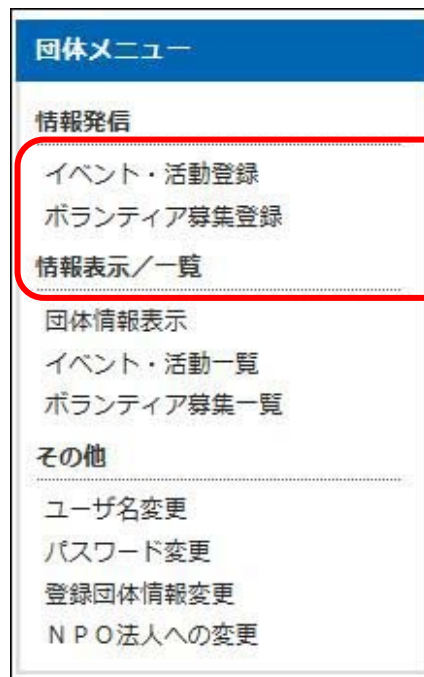 団体メニュー
情報発信
イベント・活動登録
ボランティア募集登録
情報表示／一覧
団体情報表示
イベント・活動一覧
ボランティア募集一覧
その他
ユーザ名変更
パスワード変更
登録団体情報変更
ＮＰＯ法人への変更